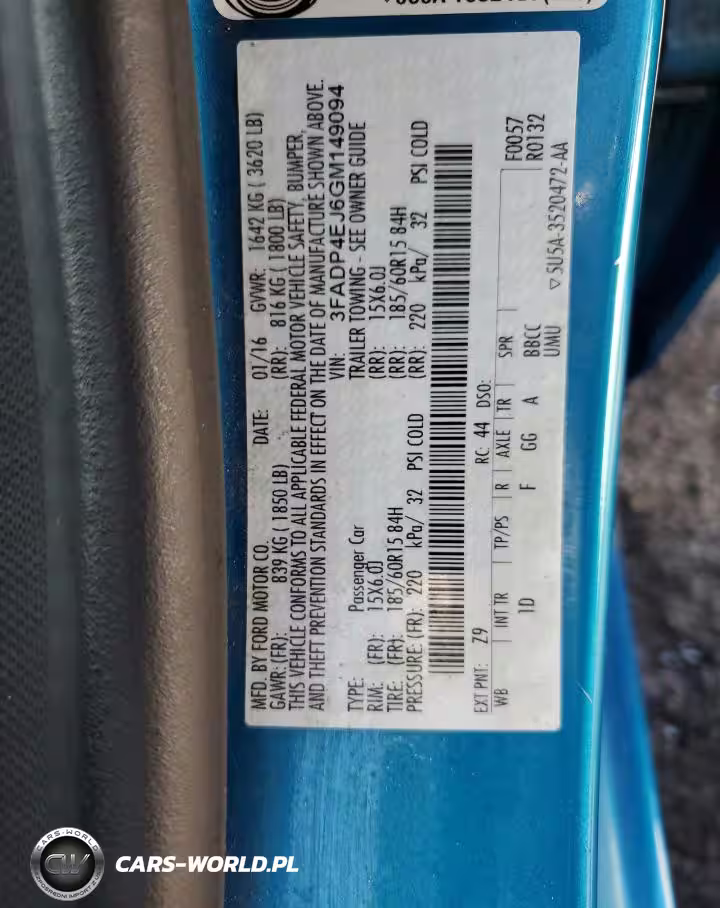 MFD. BY FORD MOTOR CO. DATE: 01/16 GVWR: 1642 KG ( 3620 LB)
GAWR: (FR): 839 KG ( 1850 LB) (RR): 816 KG ( 1800 LB)
THIS VEHICLE CONFORMS TO ALL APPLICABLE FEDERAL MOTOR VEHICLE SAFETY, BUMPER,
AND THEFT PREVENTION STANDARDS IN EFFECT ON THE DATE OF MANUFACTURE SHOWN ABOVE.
VIN: 3FADP4EJ6GM149094
TYPE: Passenger Car TRAILER TOWING - SEE OWNER GUIDE
RIM: (FR): 15X6.0J (RR): 15X6.0J
TIRE: (FR): 185/60R15 84H (RR): 185/60R15 84H
PRESSURE: (FR): 220 kPa/ 32 PSI COLD (RR): 220 kPa/ 32 PSI COLD
EXT PNT: Z9 RC: 44 DSO: F0057
WB INT TR TP/PS R AXLE TR SPR R0132
1D F GG A BBCC
UMU ▽5U5A-3520472-AA
CARS-WORLD
CW
CARS-WORLD.PL